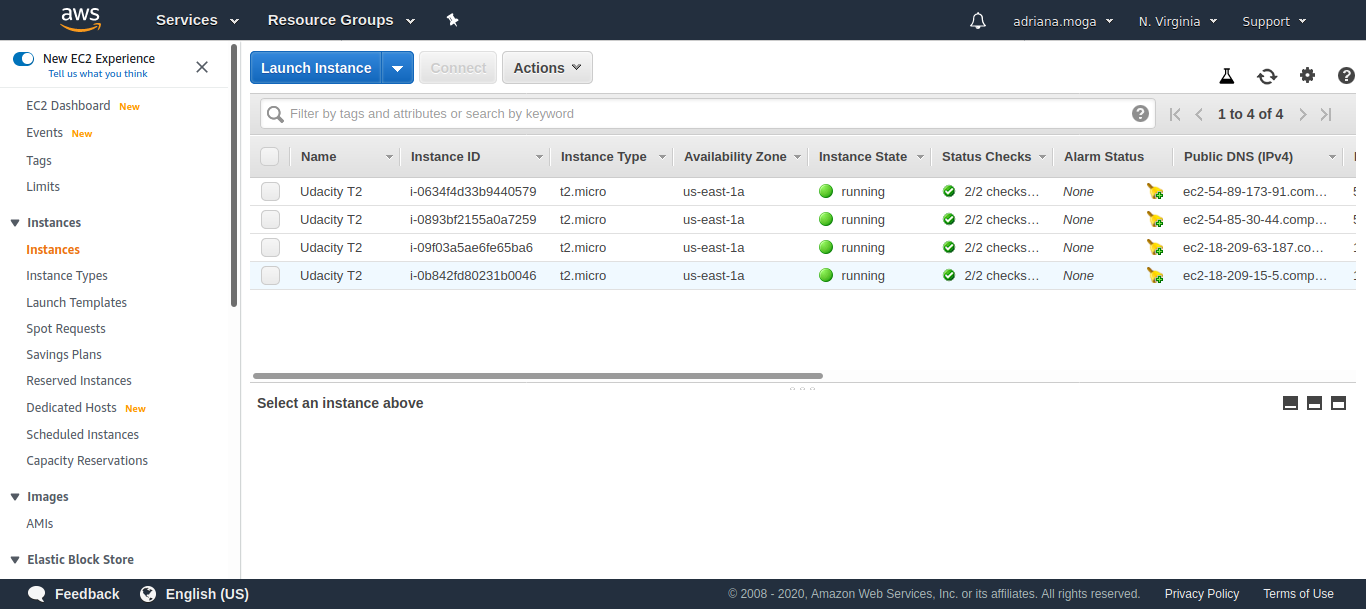 aws Services Resource Groups adriana.moga N. Virginia Support
New EC2 Experience
Tell us what you think
EC2 Dashboard New
Events New
Tags
Limits
Instances
Instances
Instance Types
Launch Templates
Spot Requests
Savings Plans
Reserved Instances
Dedicated Hosts New
Scheduled Instances
Capacity Reservations
Images
AMIs
Elastic Block Store
Launch Instance Connect Actions
Filter by tags and attributes or search by keyword 1 to 4 of 4
Name Instance ID Instance Type Availability Zone Instance State Status Checks Alarm Status Public DNS (IPv4)
Udacity T2 i-0634f4d33b9440579 t2.micro us-east-1a running 2/2 checks… None ec2-54-89-173-91.com…
Udacity T2 i-0893bf2155a0a7259 t2.micro us-east-1a running 2/2 checks… None ec2-54-85-30-44.comp…
Udacity T2 i-09f03a5ae6fe65ba6 t2.micro us-east-1a running 2/2 checks… None ec2-18-209-63-187.co…
Udacity T2 i-0b842fd80231b0046 t2.micro us-east-1a running 2/2 checks… None ec2-18-209-15-5.comp…
Select an instance above
Feedback English (US) © 2008 - 2020, Amazon Web Services, Inc. or its affiliates. All rights reserved. Privacy Policy Terms of Use